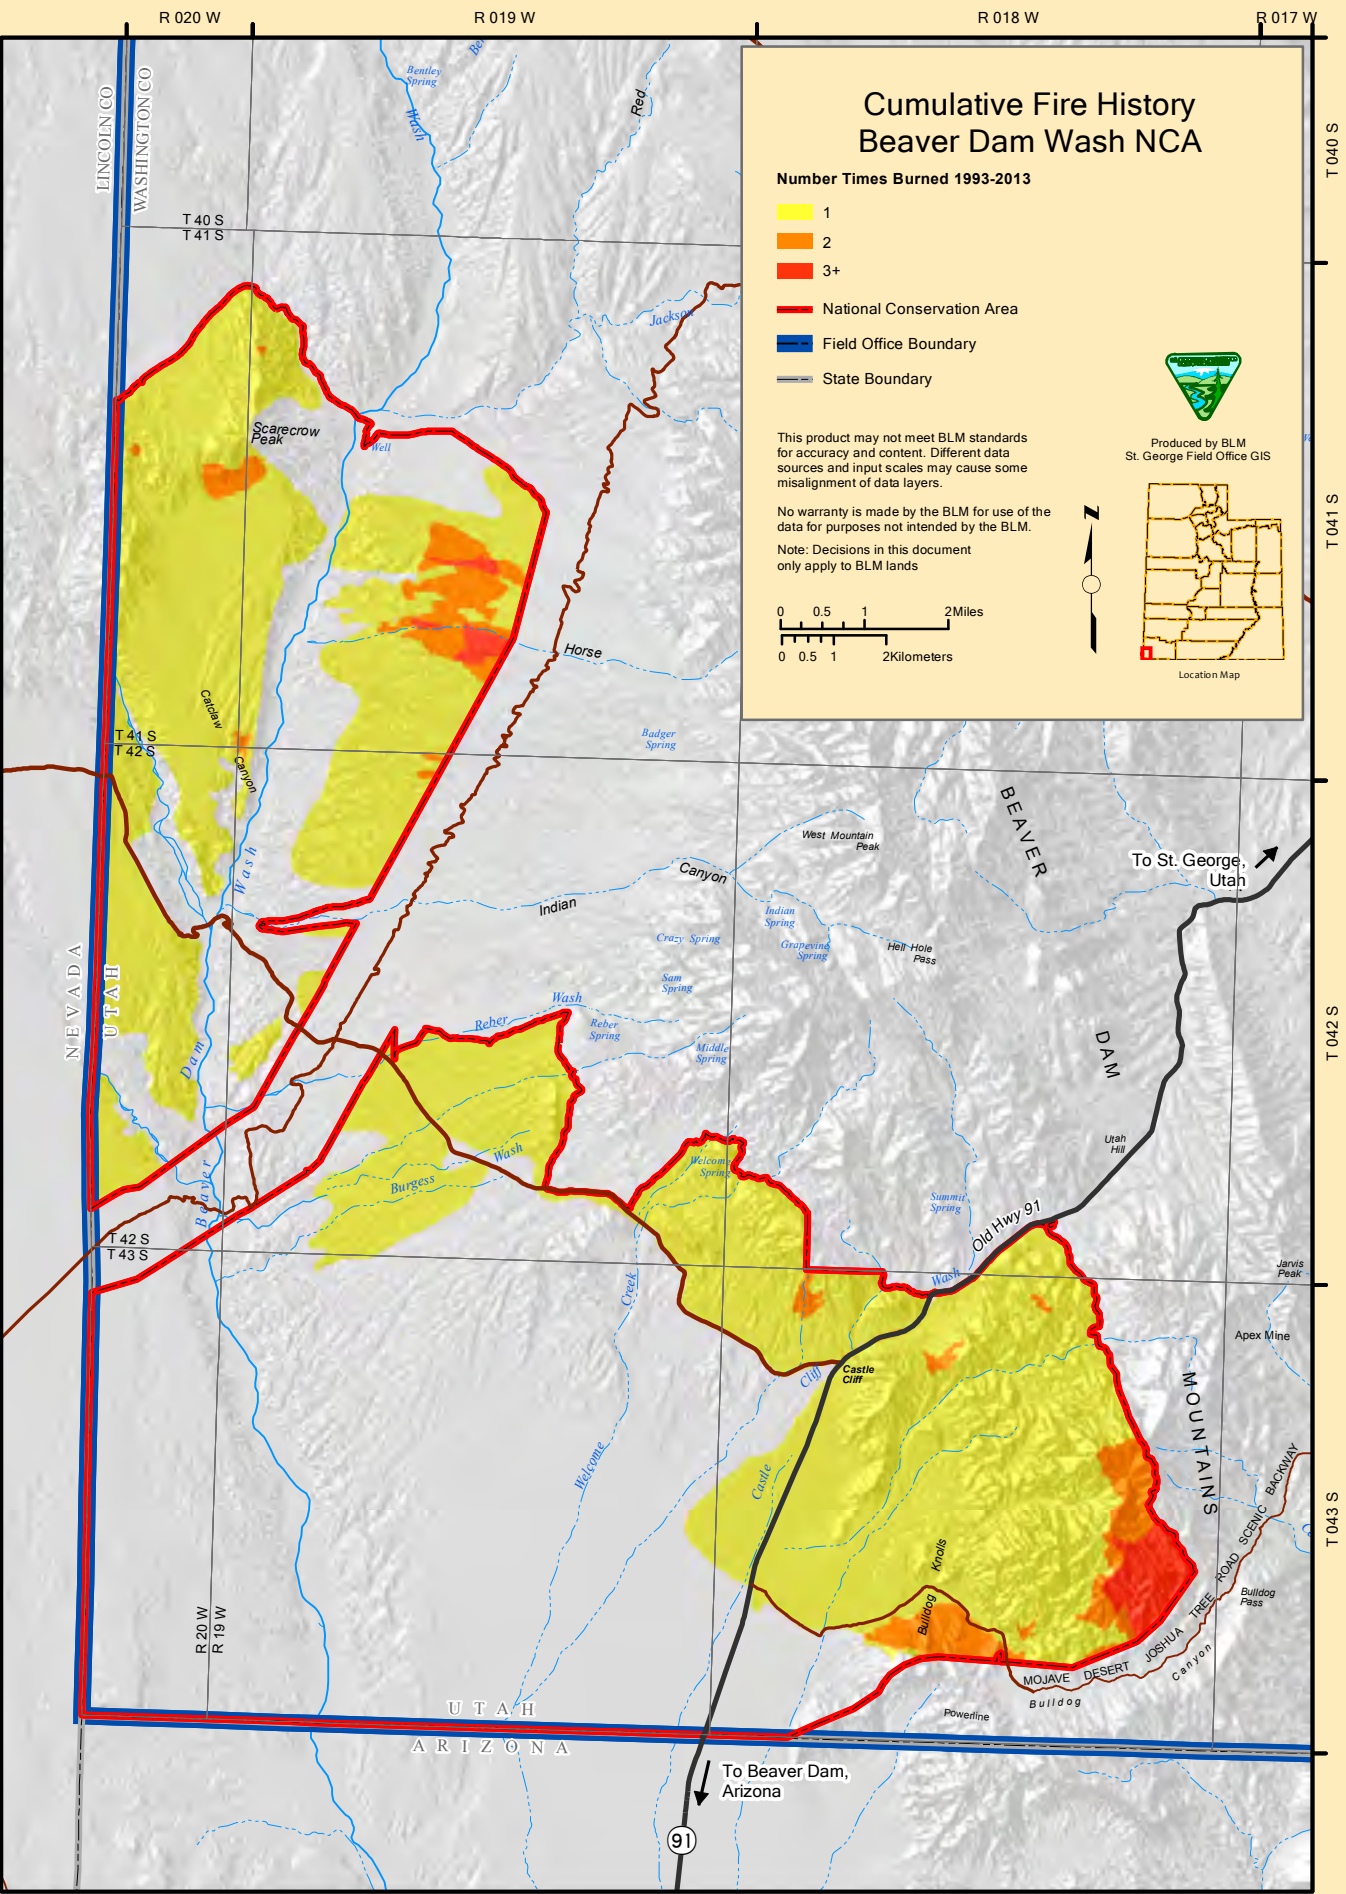 R 020 W
R 019 W
R 018 W
R 017 W
Cumulative Fire History
Beaver Dam Wash NCA
Number Times Burned 1993-2013
1
2
3+
National Conservation Area
Field Office Boundary
State Boundary
This product may not meet BLM standards
for accuracy and content. Different data
sources and input scales may cause some
misalignment of data layers.
No warranty is made by the BLM for use of the
data for purposes not intended by the BLM.
Note: Decisions in this document
only apply to BLM lands
0 0.5 1 2Miles
0 0.5 1 2Kilometers
Produced by BLM
St. George Field Office GIS
Location Map
N
T 040 S
T 041 S
T 042 S
T 043 S
LINCOLN CO
WASHINGTON CO
Bentley
Spring
Wash
Red
T 40 S
T 41 S
Jackson
Scarecrow
Peak
Well
Horse
Catclaw
Canyon
T 41 S
T 42 S
Badger
Spring
BEAVER
West Mountain
Peak
To St. George,
Utah
Wash
Canyon
Indian
Indian
Spring
Crazy Spring
Grapevine
Spring
Hell Hole
Pass
NEVADA
UTAH
Sam
Spring
Wash
Reber
Reber
Spring
Middle
Spring
Dam
DAM
Utah
Hill
Wash
Burgess
Welcome
Spring
Beaver
Summit
Spring
Old Hwy 91
T 42 S
T 43 S
Wash
Creek
Jarvis
Peak
Apex Mine
Castle
Cliff
Cliff
MOUNTAINS
Welcome
Castle
Knolls
Bulldog
R 20 W
R 19 W
MOJAVE DESERT JOSHUA TREE ROAD SCENIC BACKWAY
Bulldog
Pass
Bulldog
Canyon
Powerline
UTAH
ARIZONA
To Beaver Dam,
Arizona
91